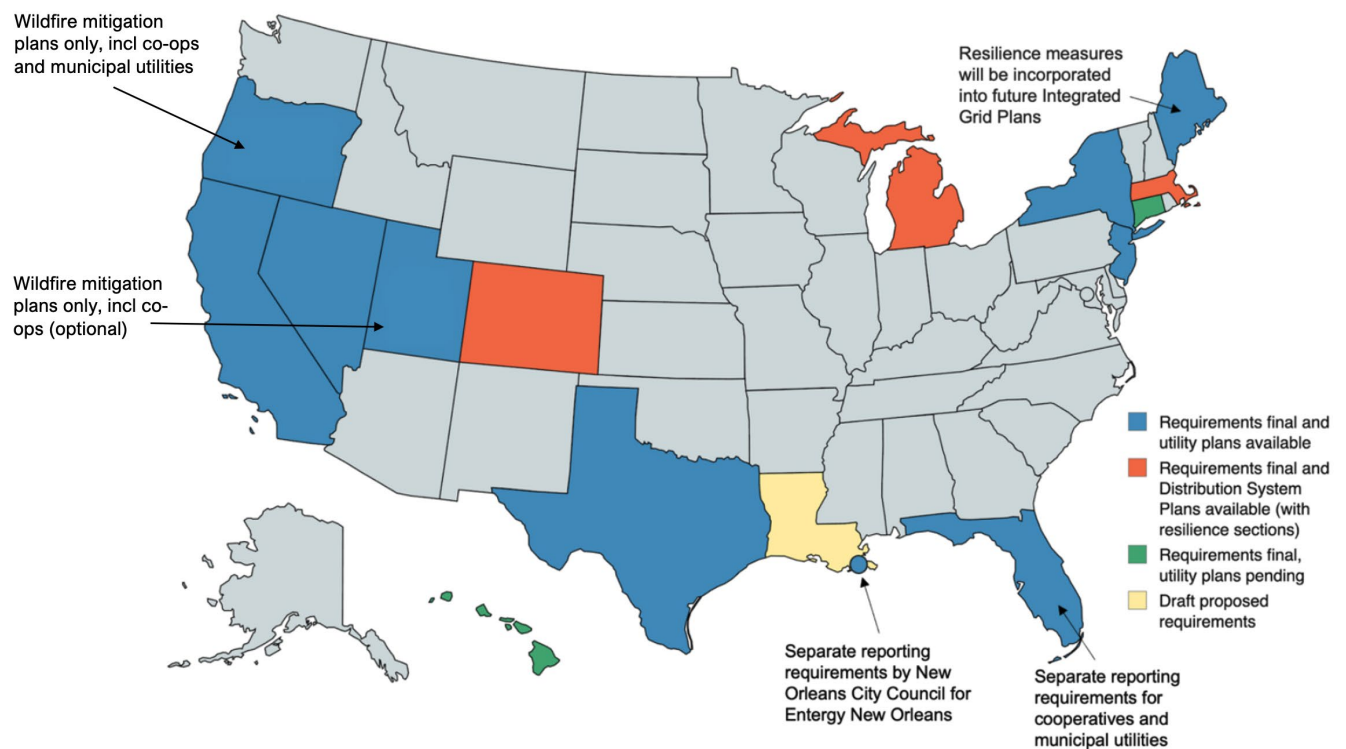 Wildfire mitigation
plans only, incl co-ops
and municipal utilities
Resilience measures
will be incorporated
into future Integrated
Grid Plans
Wildfire mitigation
plans only, incl co-
ops (optional)
Requirements final and
utility plans available
Requirements final and
Distribution System
Plans available (with
resilience sections)
Requirements final,
utility plans pending
Draft proposed
requirements
Separate reporting
requirements by New
Orleans City Council for
Entergy New Orleans
Separate reporting
requirements for
cooperatives and
municipal utilities